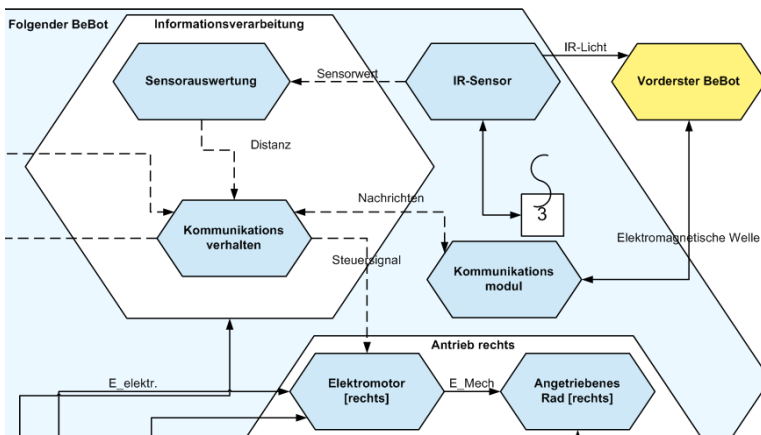 Folgender BeBot
Informationsverarbeitung
IR-Licht
Sensorauswertung
Sensorwert
IR-Sensor
Vorderster BeBot
Distanz
Nachrichten
3
Kommunikations
verhalten
Elektromagnetische Welle
Steuersignal
Kommunikations
modul
Antrieb rechts
E_elektr.
Elektromotor
[rechts]
E_Mech
Angetriebenes
Rad [rechts]